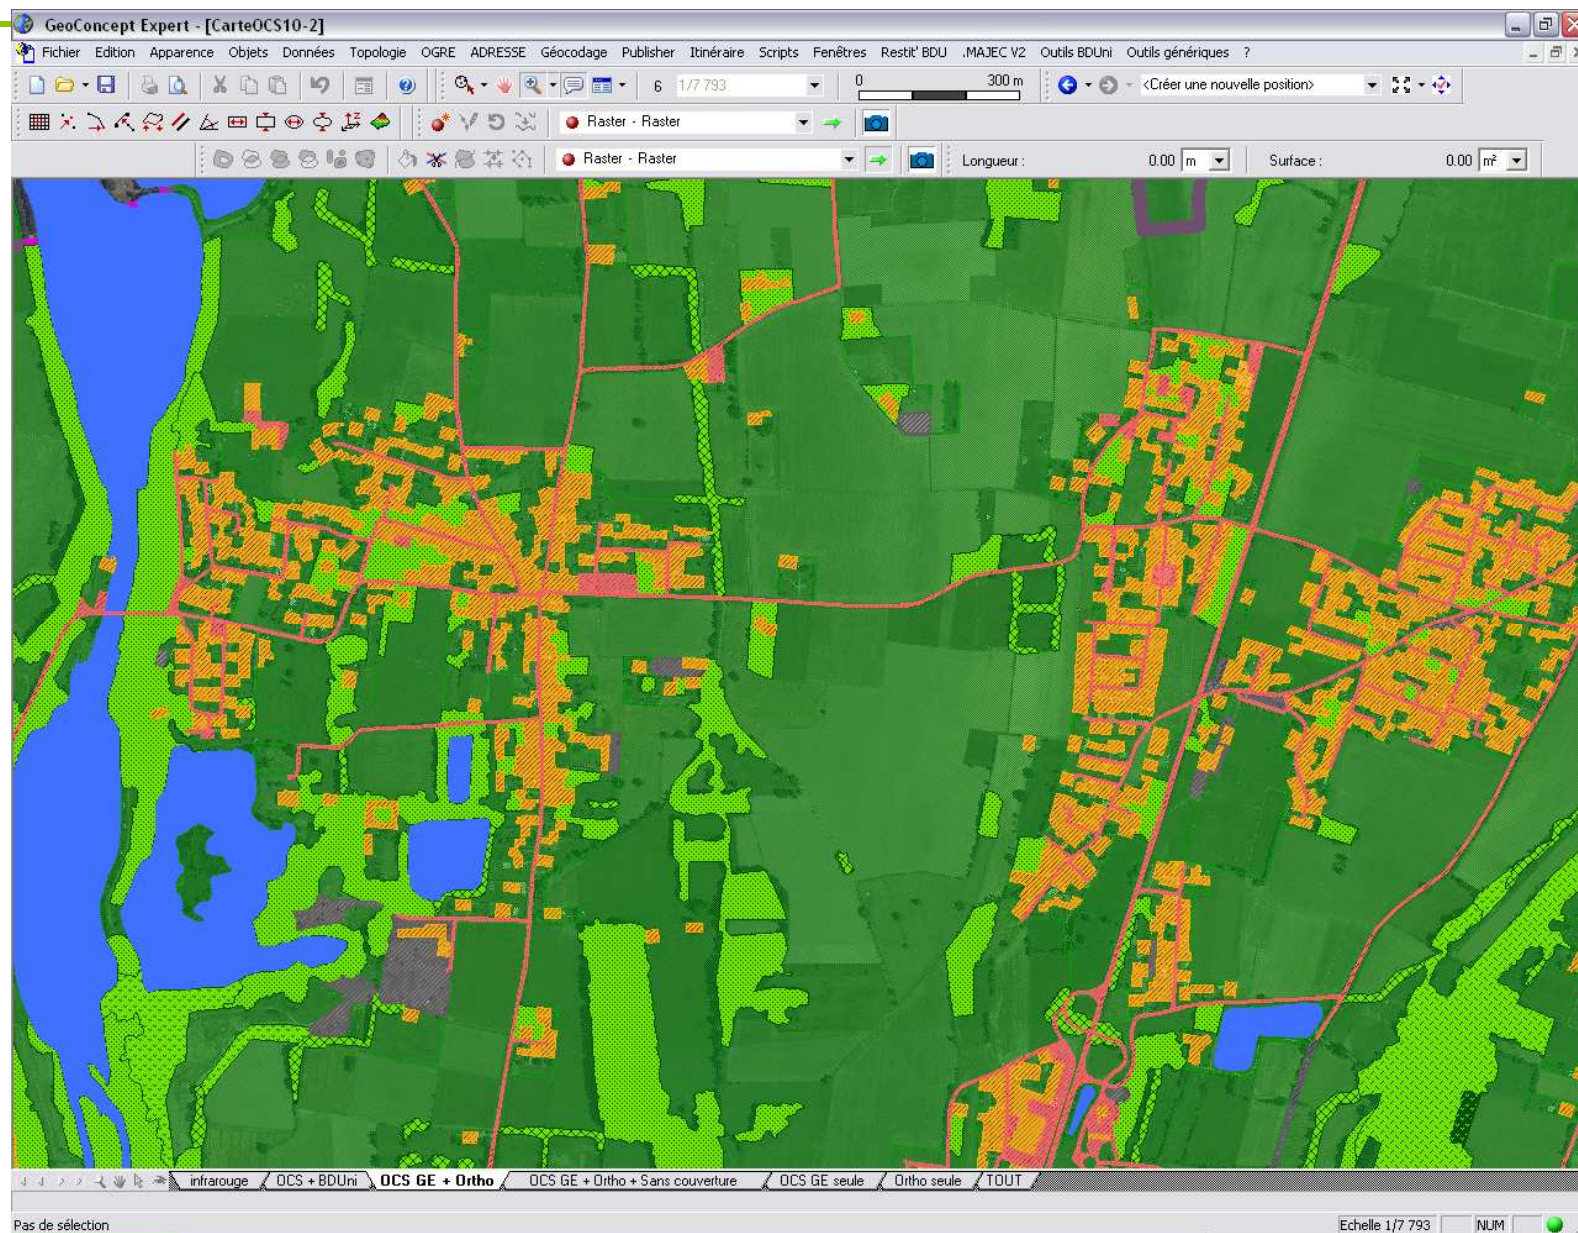 GeoConcept Expert - [CarteOCS10-2]
Fichier Edition Apparence Objets Données Topologie OGRE ADRESSE Géocodage Publisher Itinéraire Scripts Fenêtres Restit' BDU .MAJEC V2 Outils BDUni Outils génériques ?
6 1/7 793 0 300 m <Créer une nouvelle position>
Raster - Raster
Raster - Raster Longueur : 0.00 m Surface : 0.00 m²
infrarouge OCS + BDUni OCS GE + Ortho OCS GE + Ortho + Sans couverture OCS GE seule Ortho seule TOUT
Pas de sélection Echelle 1/7 793 NUM